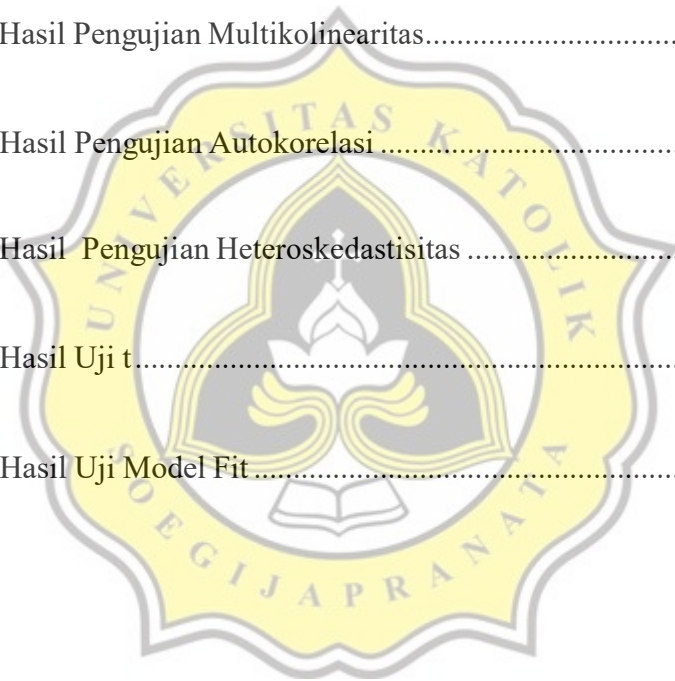 Hasil Pengujian Multikolinearitas...............................
Hasil Pengujian Autokorelasi .....................................
Hasil  Pengujian Heteroskedastisitas ..........................
Hasil Uji t....................................................................
Hasil Uji Model Fit .....................................................
UNIVERSITAS KATOLIK
SOEGIJAPRANATA